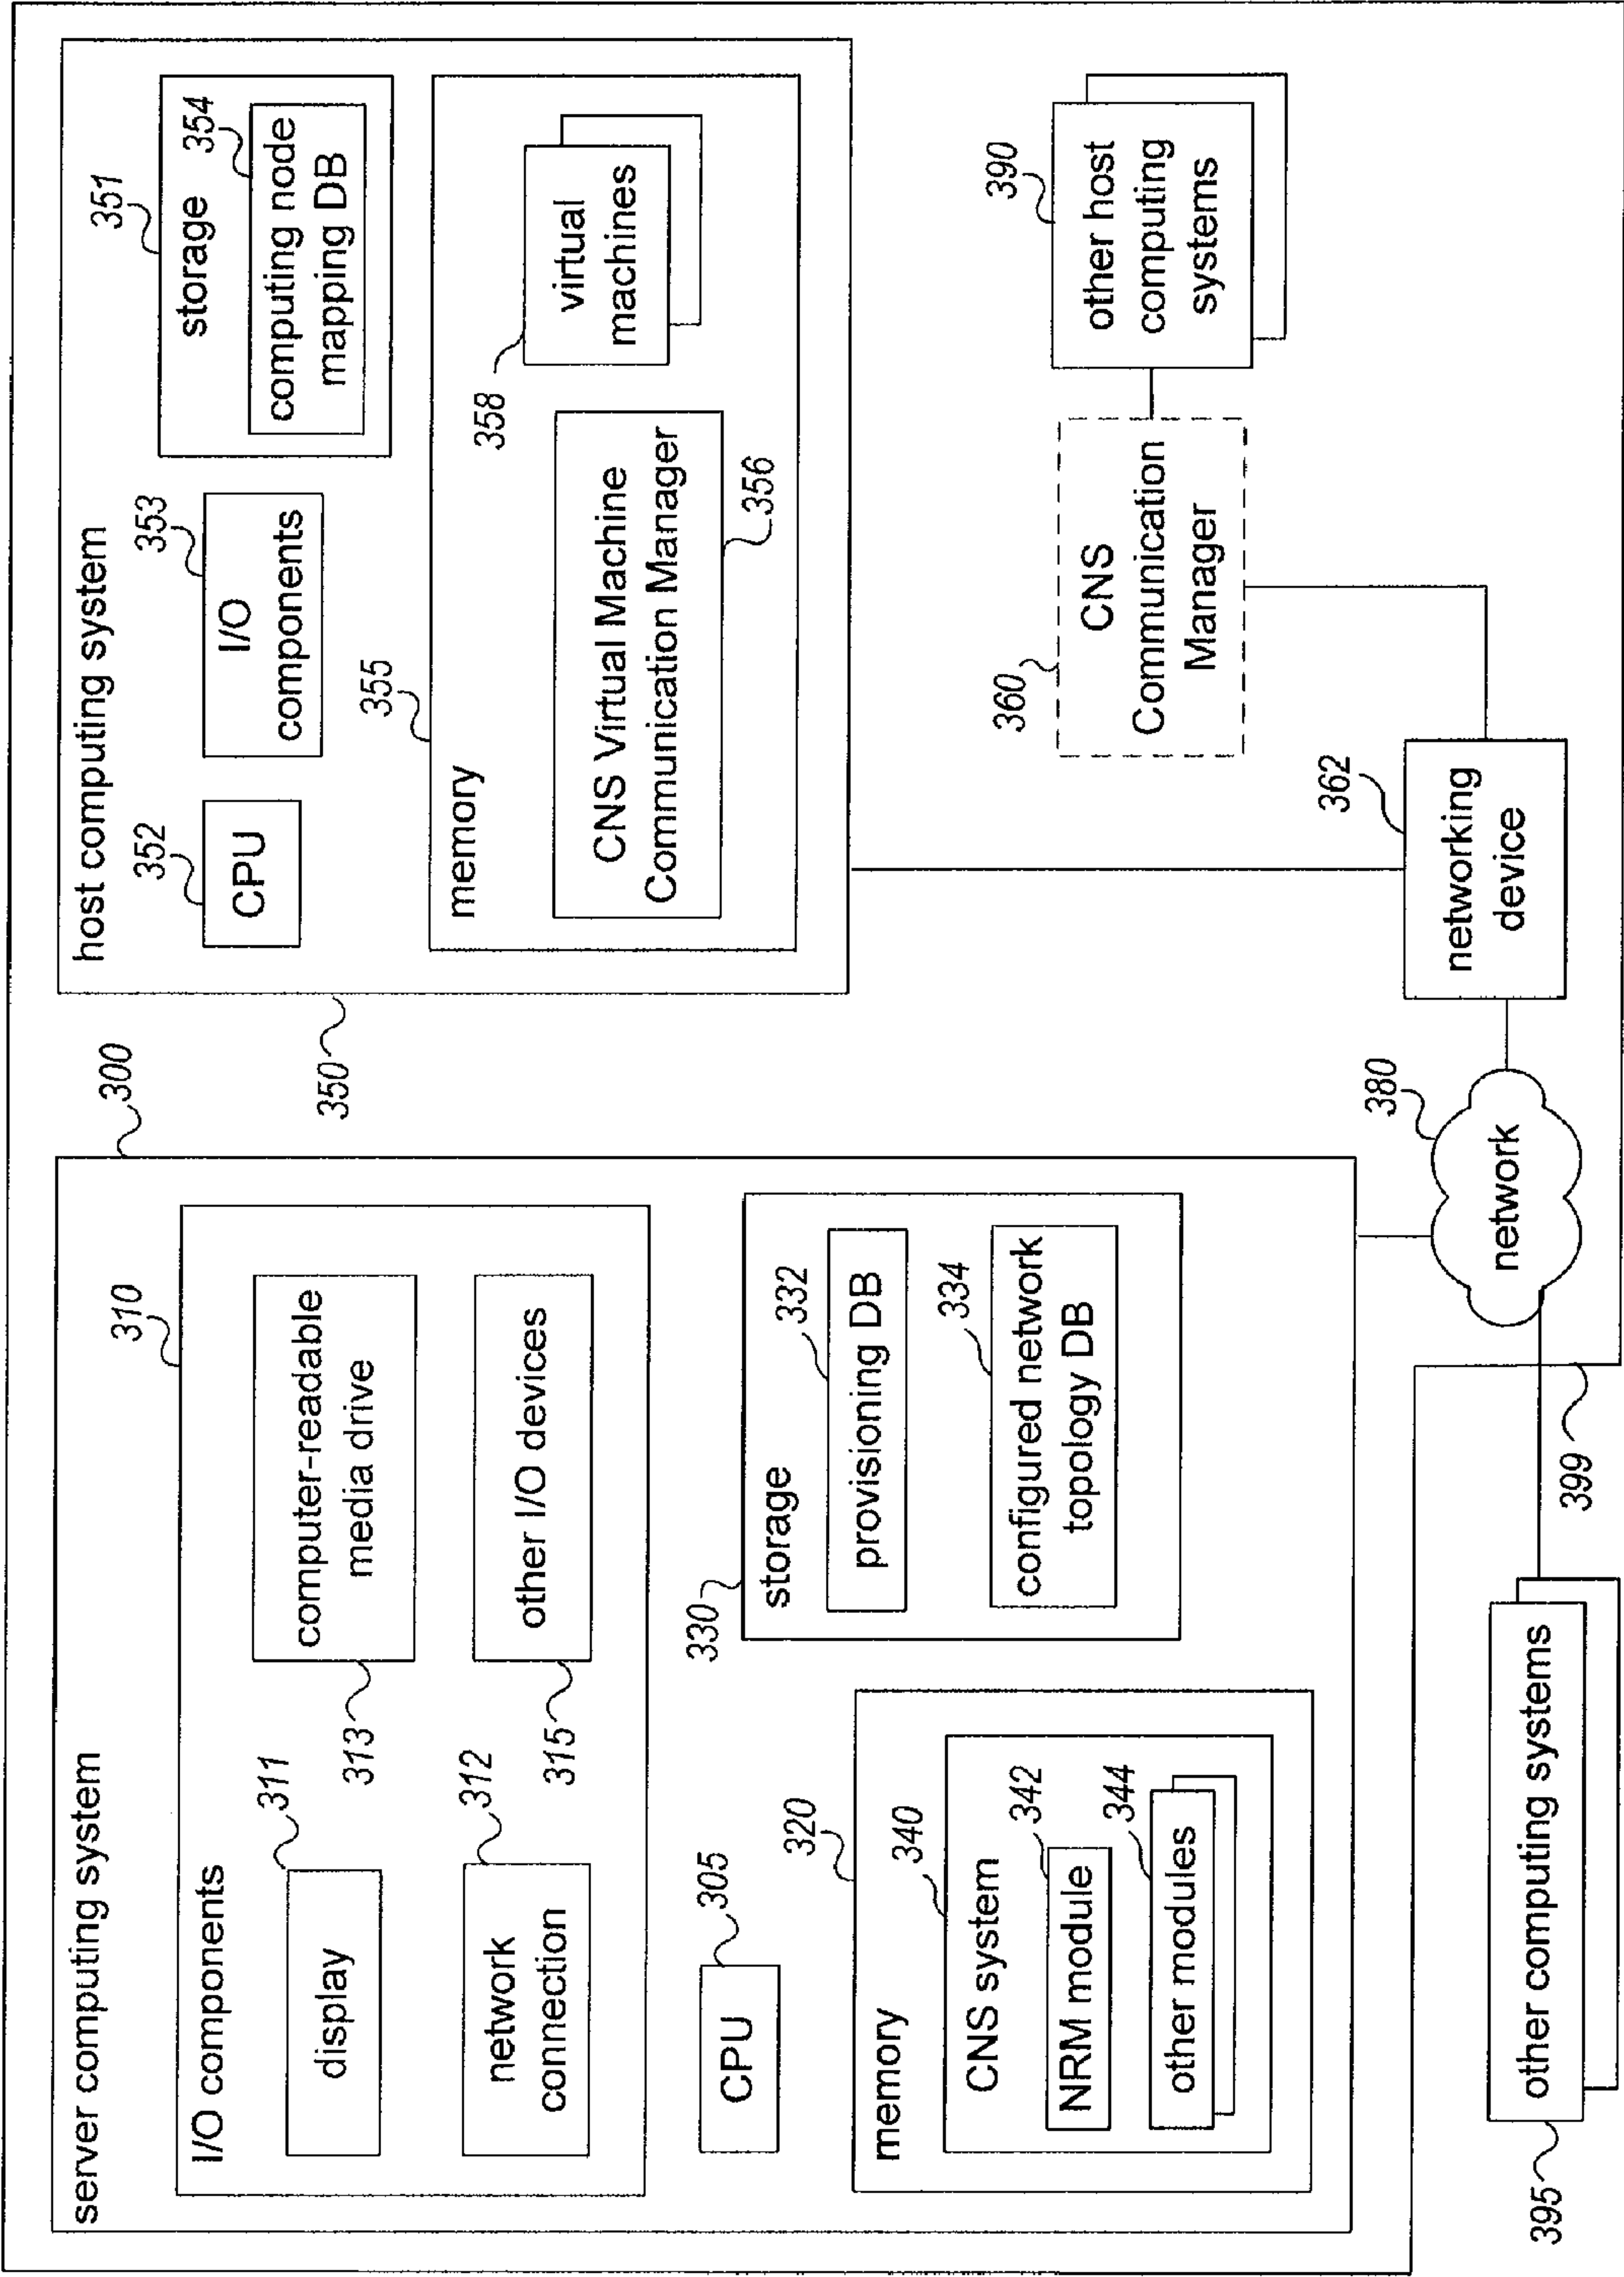 300
server computing system
310
I/O components
311
display
computer-readable
media drive
313
312
network
connection
other I/O devices
315
305
CPU
320
memory
340
CNS system
342
NRM module
344
other modules
330
storage
332
provisioning DB
334
configured network
topology DB
350
host computing system
352
CPU
353
I/O
components
351
storage
354
computing node
mapping DB
355
memory
CNS Virtual Machine
Communication Manager
356
358
virtual
machines
360
CNS
Communication
Manager
390
other host
computing
systems
362
networking
device
380
network
399
395
other computing systems